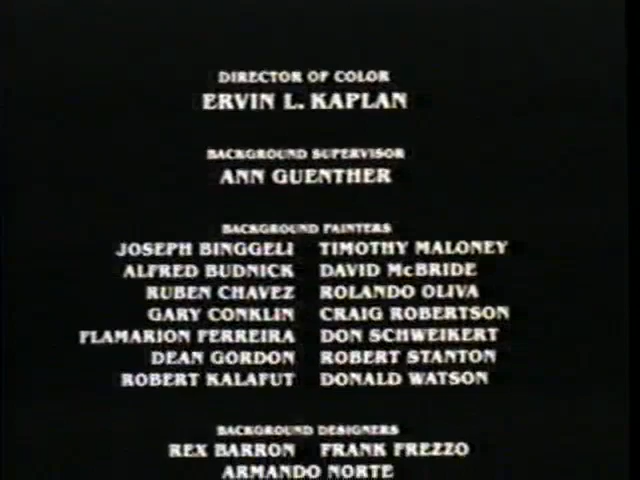 DIRECTOR OF COLOR
ERVIN L. KAPLAN
BACKGROUND SUPERVISOR
ANN GUENTHER
BACKGROUND PAINTERS
JOSEPH BINGGELI TIMOTHY MALONEY
ALFRED BUDNICK DAVID McBRIDE
RUBEN CHAVEZ ROLANDO OLIVA
GARY CONKLIN CRAIG ROBERTSON
FLAMARION FERREIRA DON SCHWEIKERT
DEAN GORDON ROBERT STANTON
ROBERT KALAFUT DONALD WATSON
BACKGROUND DESIGNERS
REX BARRON FRANK FREZZO
ARMANDO NORTE